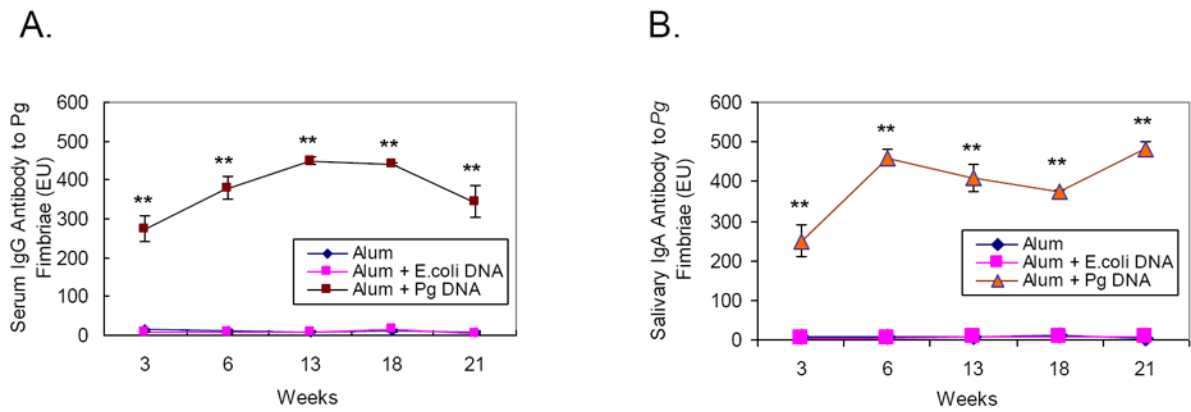 A.
Serum IgG Antibody to Pg
Fimbriae (EU)
600
500
400
300
200
100
0
**
**
**
**
**
Alum
Alum + E.coli DNA
Alum + Pg DNA
3 6 13 18 21
Weeks
B.
Salivary IgA Antibody to Pg
Fimbriae (EU)
600
500
400
300
200
100
0
**
**
**
**
**
Alum
Alum + E.coli DNA
Alum + Pg DNA
3 6 13 18 21
Weeks